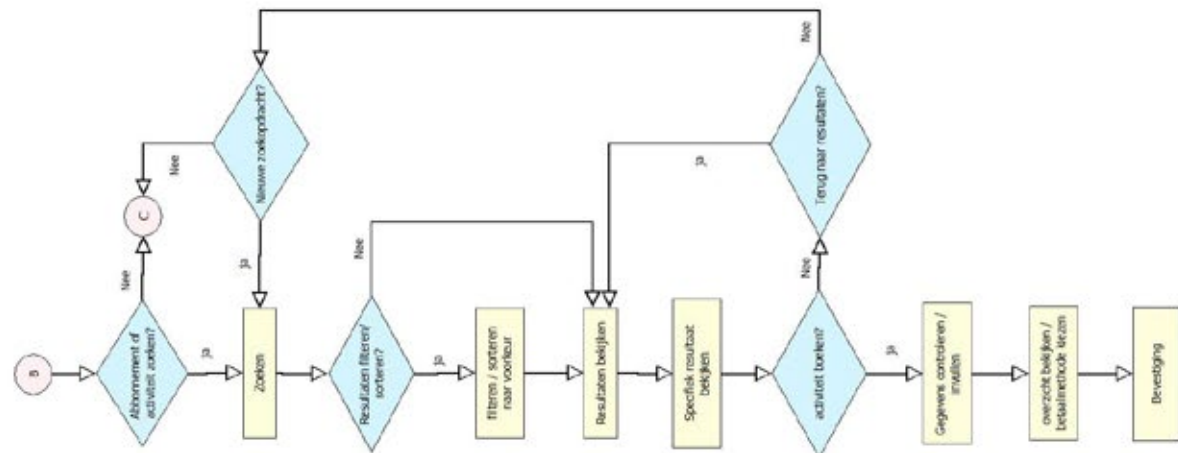 B
Abbonnement of
activiteit zoeken?
Nee
C
Ja
Zoeken
Ja
Nee
Nieuwe zoekopdracht?
Resultaten filteren/
sorteren?
Nee
Ja
filteren / sorteren
naar voorkeur
Resultaten bekijken
Specifiek resultaat
bekijken
activiteit boeken?
Nee
Terug naar resultaten?
Ja
Nee
Ja
Gegevens controleren /
invullen
overzicht bekijken /
betaalmethode kiezen
Bevestiging